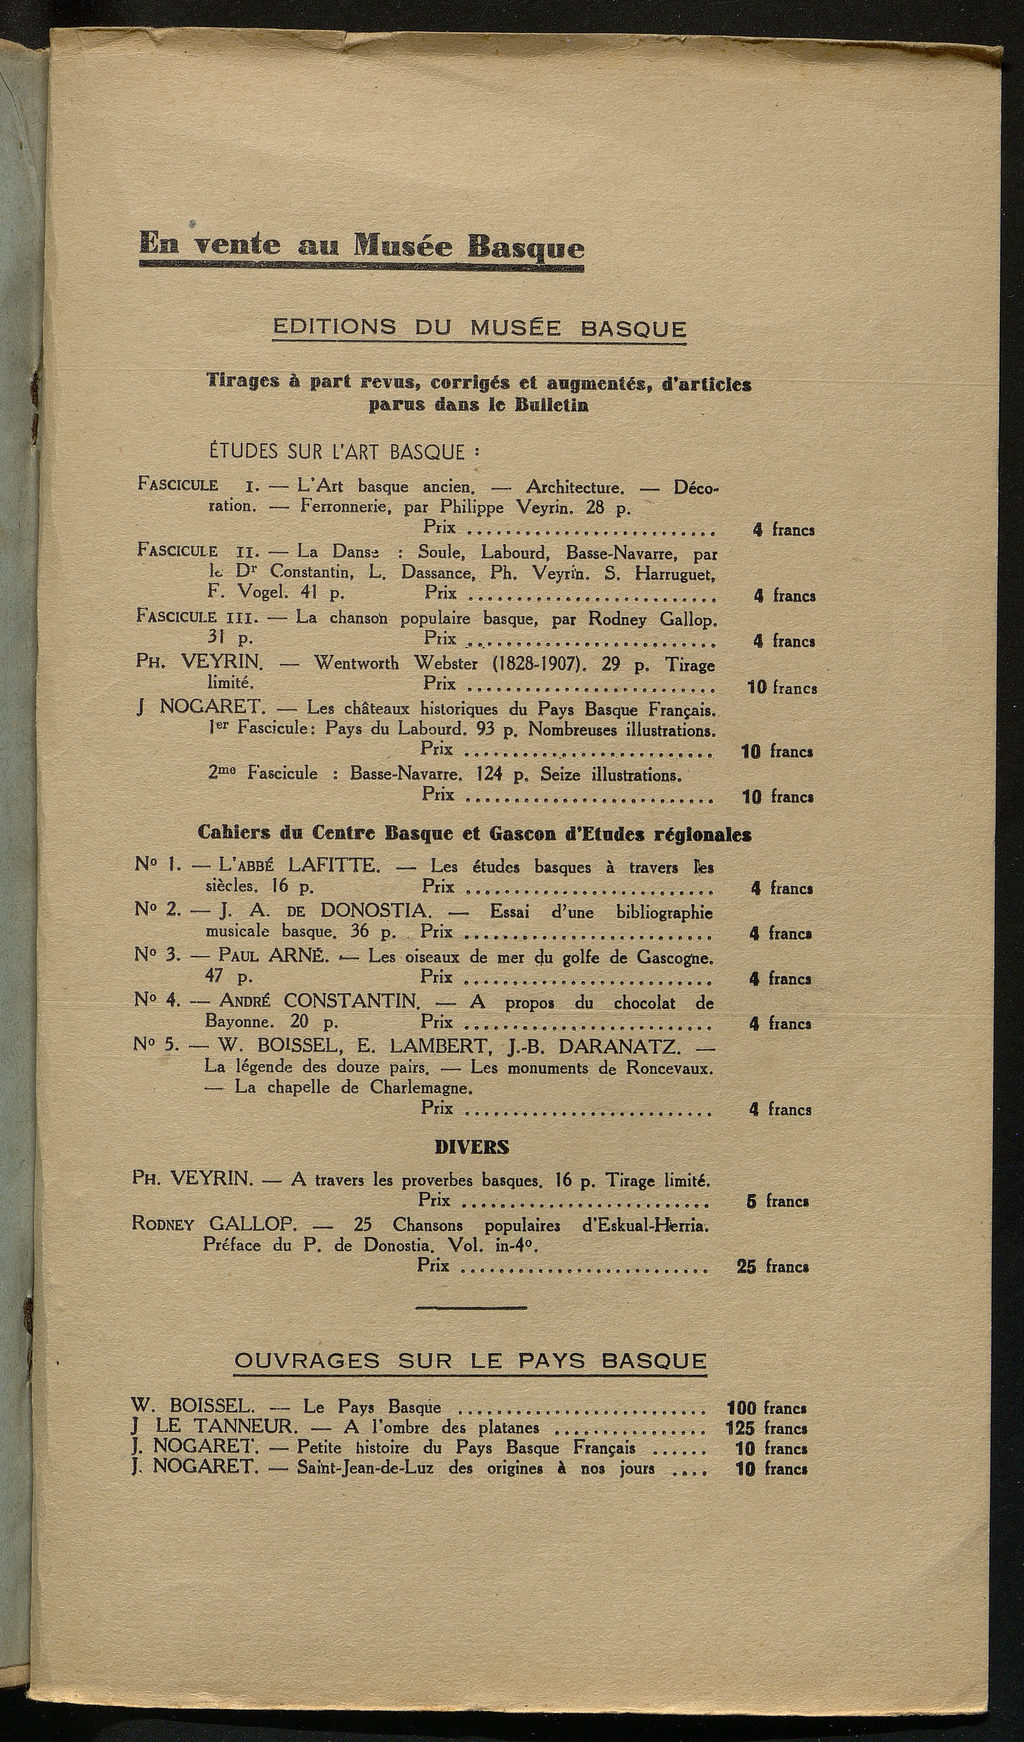 En vente au Musée Basque
EDITIONS DU MUSÉE BASQUE
Tirages à part revus, corrigés et augmentés, d'articles
parus dans le Bulletin
ÉTUDES SUR L'ART BASQUE :
FASCICULE I. — L'Art basque ancien. — Architecture. — Déco-
ration. — Ferronnerie, par Philippe Veyrin. 28 p.
Prix .......................... 4 francs
FASCICULE II. — La Danse : Soule, Labourd, Basse-Navarre, par
le Dr Constantin, L. Dassance, Ph. Veyrin. S. Harruguet,
F. Vogel. 41 p. Prix .......................... 4 francs
FASCICULE III. — La chanson populaire basque, par Rodney Gallop.
31 p. Prix .......................... 4 francs
PH. VEYRIN. — Wentworth Webster (1828-1907). 29 p. Tirage
limité. Prix .......................... 10 francs
J NOGARET. — Les châteaux historiques du Pays Basque Français.
1er Fascicule: Pays du Labourd. 93 p. Nombreuses illustrations.
Prix .......................... 10 francs
2me Fascicule : Basse-Navarre. 124 p. Seize illustrations.
Prix .......................... 10 francs
Cahiers du Centre Basque et Gascon d'Etudes régionales
No 1. — L'ABBÉ LAFITTE. — Les études basques à travers les
siècles. 16 p. Prix .......................... 4 francs
No 2. — J. A. DE DONOSTIA. — Essai d'une bibliographie
musicale basque. 36 p. Prix .......................... 4 francs
No 3. — PAUL ARNÉ. — Les oiseaux de mer du golfe de Gascogne.
47 p. Prix .......................... 4 francs
No 4. — ANDRÉ CONSTANTIN. — A propos du chocolat de
Bayonne. 20 p. Prix .......................... 4 francs
No 5. — W. BOISSEL, E. LAMBERT, J.-B. DARANATZ. —
La légende des douze pairs. — Les monuments de Roncevaux.
— La chapelle de Charlemagne.
Prix .......................... 4 francs
DIVERS
PH. VEYRIN. — A travers les proverbes basques. 16 p. Tirage limité.
Prix .......................... 5 francs
RODNEY GALLOP. — 25 Chansons populaires d'Eskual-Herria.
Préface du P. de Donostia. Vol. in-4o.
Prix .......................... 25 francs
OUVRAGES SUR LE PAYS BASQUE
W. BOISSEL. — Le Pays Basque .......................... 100 francs
J LE TANNEUR. — A l'ombre des platanes ................ 125 francs
J. NOGARET. — Petite histoire du Pays Basque Français ...... 10 francs
J. NOGARET. — Saint-Jean-de-Luz des origines à nos jours .... 10 francs